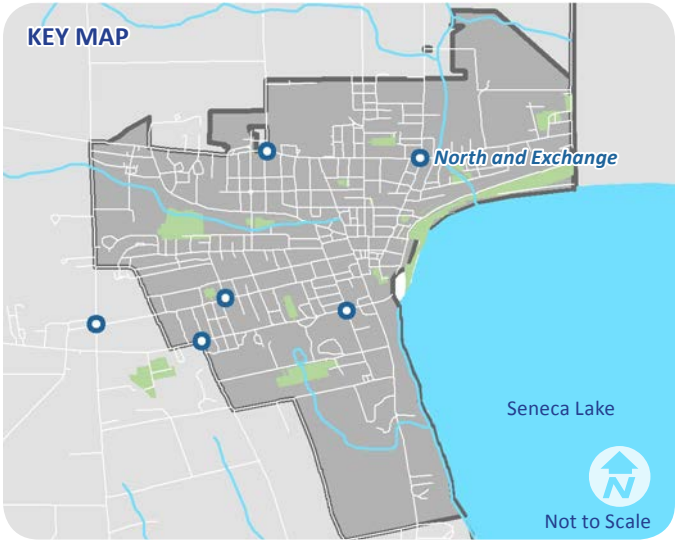 KEY MAP
North and Exchange
Seneca Lake
N
Not to Scale